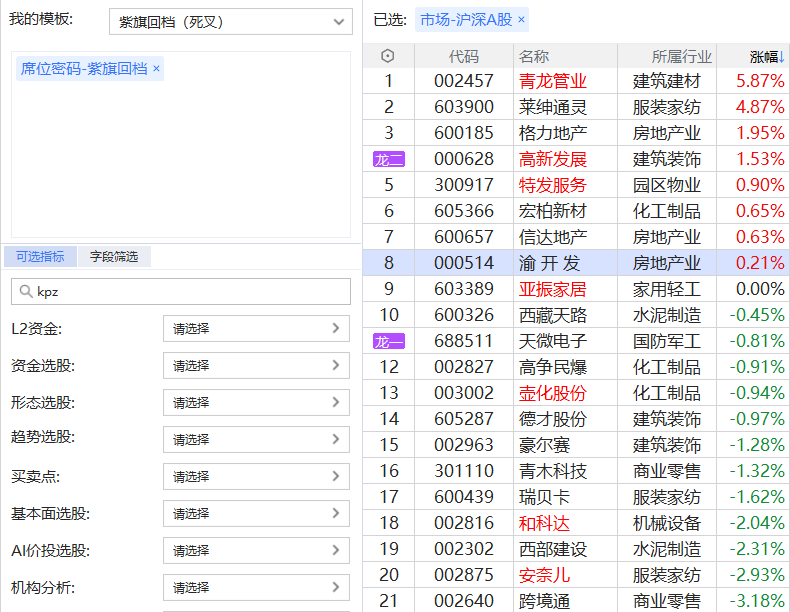 我的模板: 紫旗回档（死叉）
席位密码-紫旗回档 ×
可选指标 字段筛选
kpz
L2资金: 请选择
资金选股: 请选择
形态选股: 请选择
趋势选股: 请选择
买卖点: 请选择
基本面选股: 请选择
AI价投选股: 请选择
机构分析: 请选择
已选: 市场-沪深A股 ×
代码 名称 所属行业 涨幅↓
1 002457 青龙管业 建筑建材 5.87%
2 603900 莱绅通灵 服装家纺 4.87%
3 600185 格力地产 房地产业 1.95%
龙二 000628 高新发展 建筑装饰 1.53%
5 300917 特发服务 园区物业 0.90%
6 605366 宏柏新材 化工制品 0.65%
7 600657 信达地产 房地产业 0.63%
8 000514 渝 开 发 房地产业 0.21%
9 603389 亚振家居 家用轻工 0.00%
10 600326 西藏天路 水泥制造 -0.45%
龙一 688511 天微电子 国防军工 -0.81%
12 002827 高争民爆 化工制品 -0.91%
13 003002 壶化股份 化工制品 -0.94%
14 605287 德才股份 建筑装饰 -0.97%
15 002963 豪尔赛 建筑装饰 -1.28%
16 301110 青木科技 商业零售 -1.32%
17 600439 瑞贝卡 服装家纺 -1.62%
18 002816 和科达 机械设备 -2.04%
19 002302 西部建设 水泥制造 -2.31%
20 002875 安奈儿 服装家纺 -2.93%
21 002640 跨境通 商业零售 -3.18%